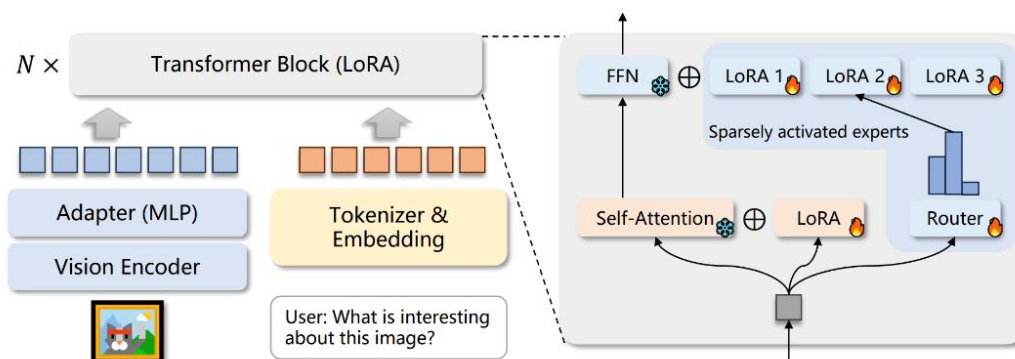 N ×
Transformer Block (LoRA)
Adapter (MLP)
Vision Encoder
Tokenizer &
Embedding
User: What is interesting
about this image?
FFN
⊕
LoRA 1
LoRA 2
LoRA 3
Sparsely activated experts
Self-Attention
⊕
LoRA
Router